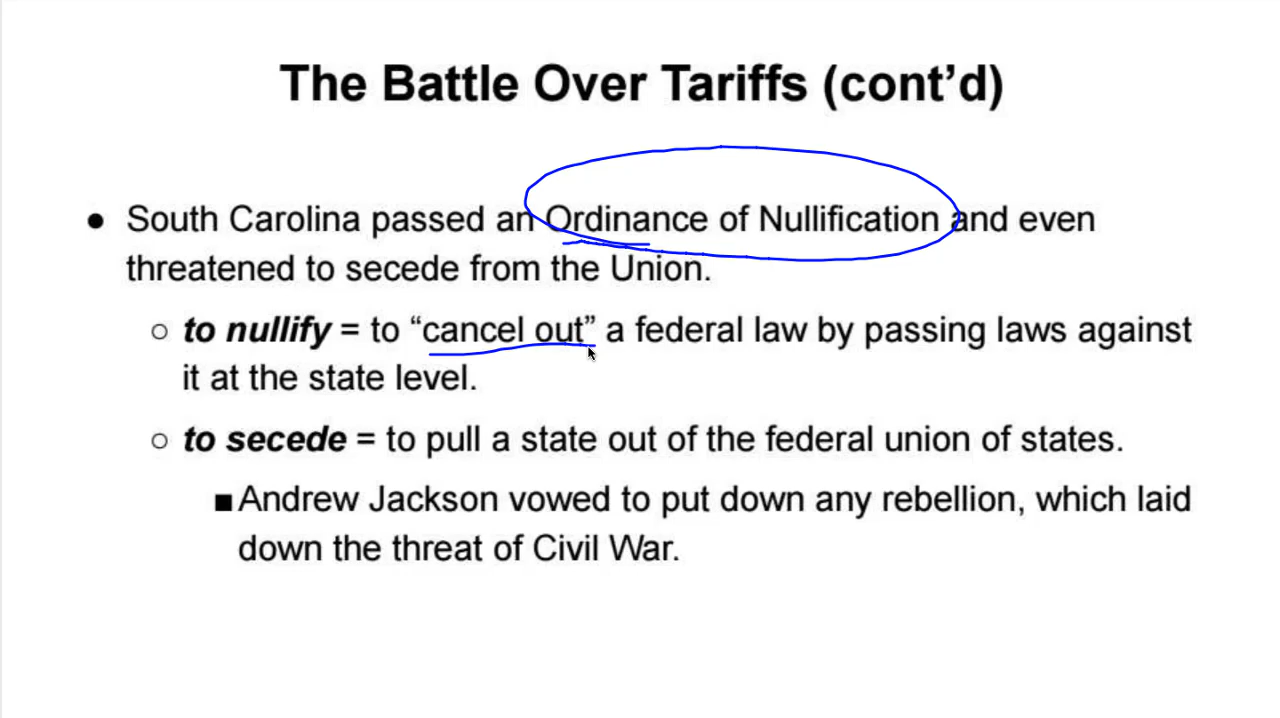 The Battle Over Tariffs (cont’d)
● South Carolina passed an Ordinance of Nullification and even
threatened to secede from the Union.
○ to nullify = to “cancel out” a federal law by passing laws against
it at the state level.
○ to secede = to pull a state out of the federal union of states.
■ Andrew Jackson vowed to put down any rebellion, which laid
down the threat of Civil War.